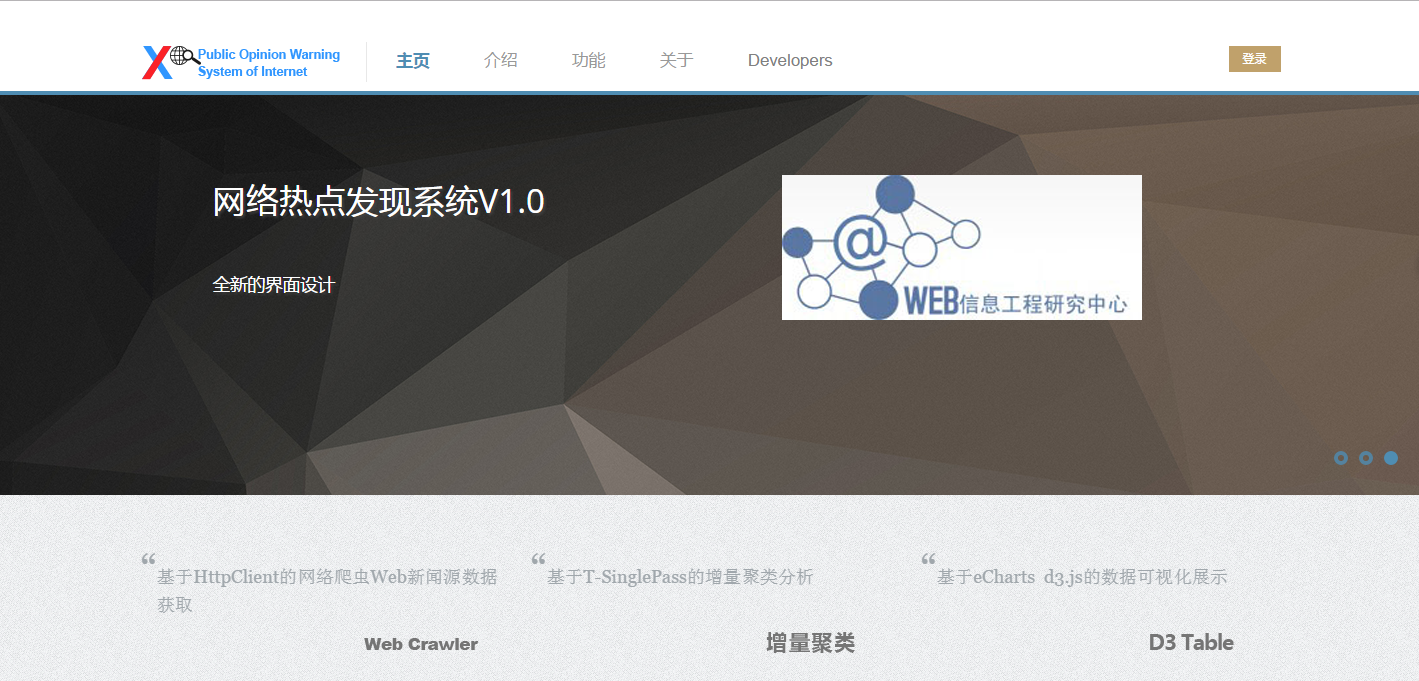 Public Opinion Warning
System of Internet
主页 介绍 功能 关于 Developers
登录
网络热点发现系统V1.0
全新的界面设计
@
WEB信息工程研究中心
“基于HttpClient的网络爬虫Web新闻源数据
获取
Web Crawler
“基于T-SinglePass的增量聚类分析
增量聚类
“基于eCharts d3.js的数据可视化展示
D3 Table